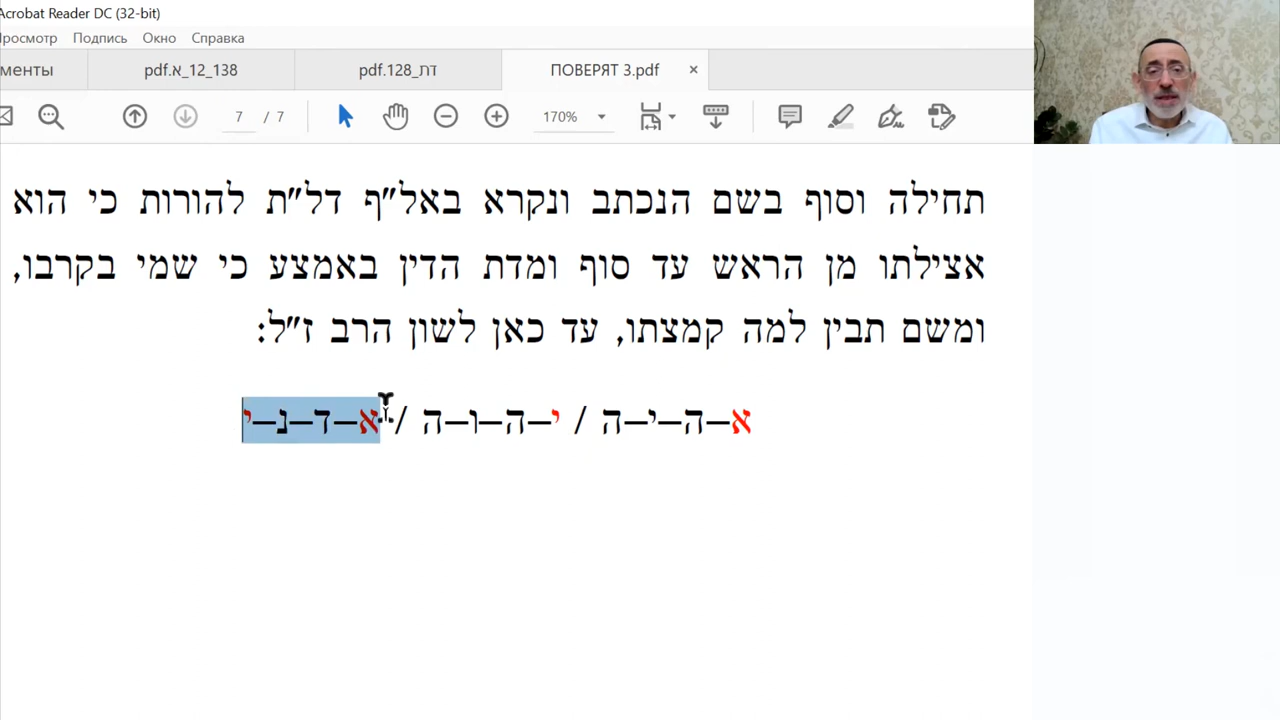 Acrobat Reader DC (32-bit)
Просмотр Подпись Окно Справка
менты
א_12_138.pdf
דת_128.pdf
ПОВЕРЯТ 3.pdf ×
7 / 7
170%
תחילה וסוף בשם הנכתב ונקרא באל״ף דל״ת להורות כי הוא
אצילתו מן הראש עד סוף ומדת הדין באמצע כי שמי בקרבו,
ומשם תבין למה קמצתו, עד כאן לשון הרב ז״ל:
א–ה–י–ה / י–ה–ו–ה / א–ד–נ–י